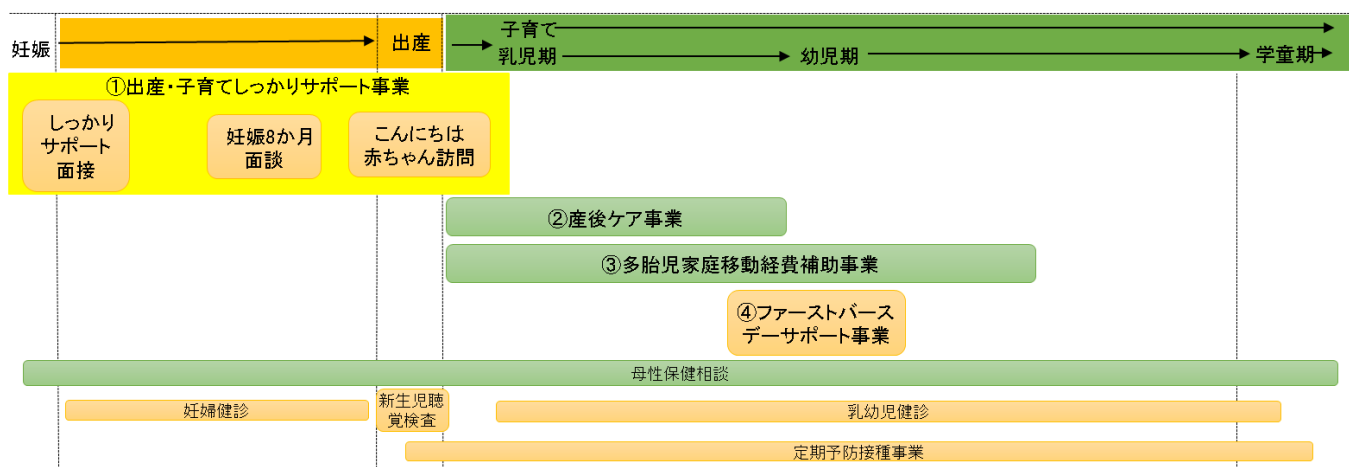 妊娠
出産
子育て
乳児期
幼児期
学童期
①出産・子育てしっかりサポート事業
しっかり
サポート
面接
妊娠8か月
面談
こんにちは
赤ちゃん訪問
②産後ケア事業
③多胎児家庭移動経費補助事業
④ファーストバース
デーサポート事業
母性保健相談
妊婦健診
新生児聴
覚検査
乳幼児健診
定期予防接種事業